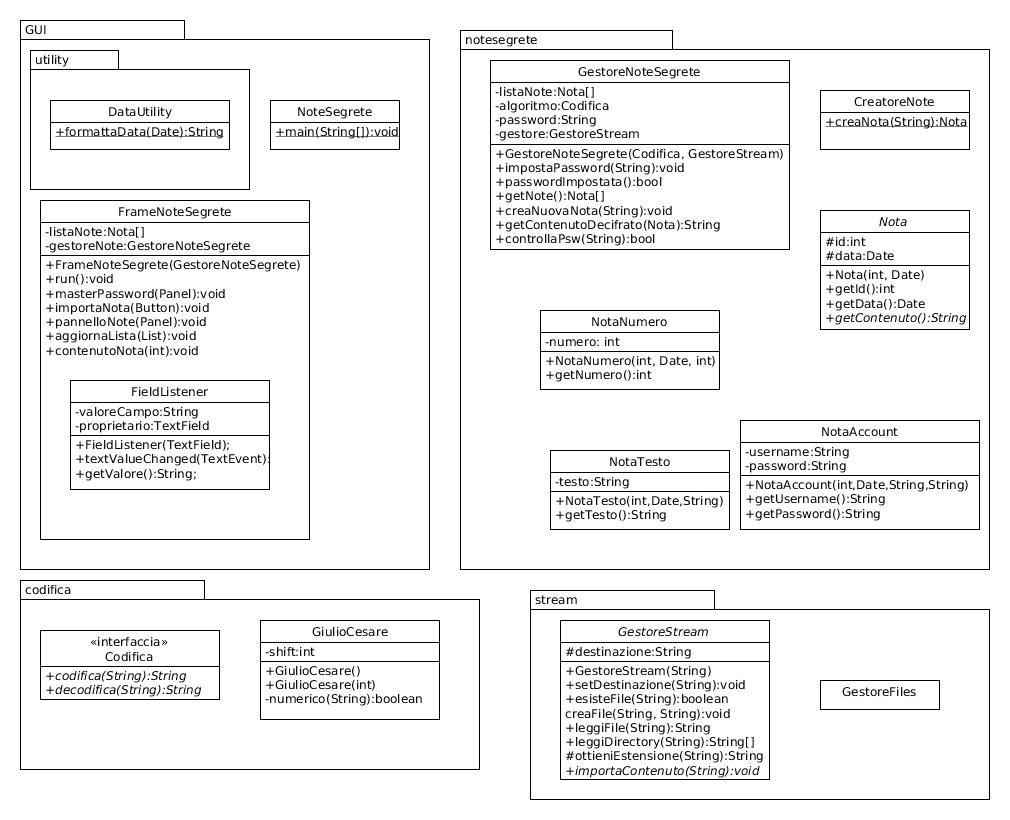 GUI
utility
DataUtility
+formattaData(Date):String
NoteSegrete
+main(String[]):void
FrameNoteSegrete
-listaNote:Nota[]
-gestoreNote:GestoreNoteSegrete
+FrameNoteSegrete(GestoreNoteSegrete)
+run():void
+masterPassword(Panel):void
+importaNota(Button):void
+pannelloNote(Panel):void
+aggiornaLista(List):void
+contenutoNota(int):void
FieldListener
-valoreCampo:String
-proprietario:TextField
+FieldListener(TextField);
+textValueChanged(TextEvent):
+getValore():String;
notesegrete
GestoreNoteSegrete
-listaNote:Nota[]
-algoritmo:Codifica
-password:String
-gestore:GestoreStream
+GestoreNoteSegrete(Codifica, GestoreStream)
+impostaPassword(String):void
+passwordImpostata():bool
+getNote():Nota[]
+creaNuovaNota(String):void
+getContenutoDecifrato(Nota):String
+controllaPsw(String):bool
CreatoreNote
+creaNota(String):Nota
Nota
#id:int
#data:Date
+Nota(int, Date)
+getId():int
+getData():Date
+getContenuto():String
NotaNumero
-numero: int
+NotaNumero(int, Date, int)
+getNumero():int
NotaTesto
-testo:String
+NotaTesto(int,Date,String)
+getTesto():String
NotaAccount
-username:String
-password:String
+NotaAccount(int,Date,String,String)
+getUsername():String
+getPassword():String
codifica
«interfaccia»
Codifica
+codifica(String):String
+decodifica(String):String
GiulioCesare
-shift:int
+GiulioCesare()
+GiulioCesare(int)
-numerico(String):boolean
stream
GestoreStream
#destinazione:String
+GestoreStream(String)
+setDestinazione(String):void
+esisteFile(String):boolean
creaFile(String, String):void
+leggiFile(String):String
+leggiDirectory(String):String[]
#ottieniEstensione(String):String
+importaContenuto(String):void
GestoreFiles